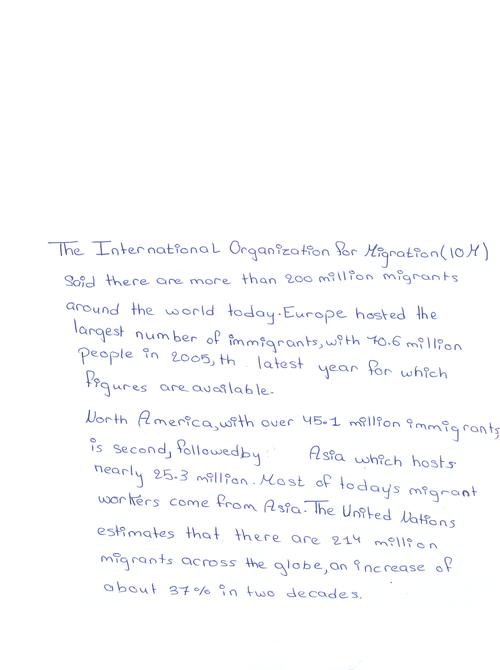 The International Organization for Migration (IOM)
Said there are more than 200 million migrants
around the world today. Europe hosted the
largest number of immigrants, with 70.6 million
people in 2005, th. latest year for which
figures are available.
North America, with over 45.1 million immigrants,
is second, followed by Asia which hosts
nearly 25.3 million. Most of today's migrant
workers come from Asia. The United Nations
estimates that there are 214 million
migrants across the globe, an increase of
about 37% in two decades.